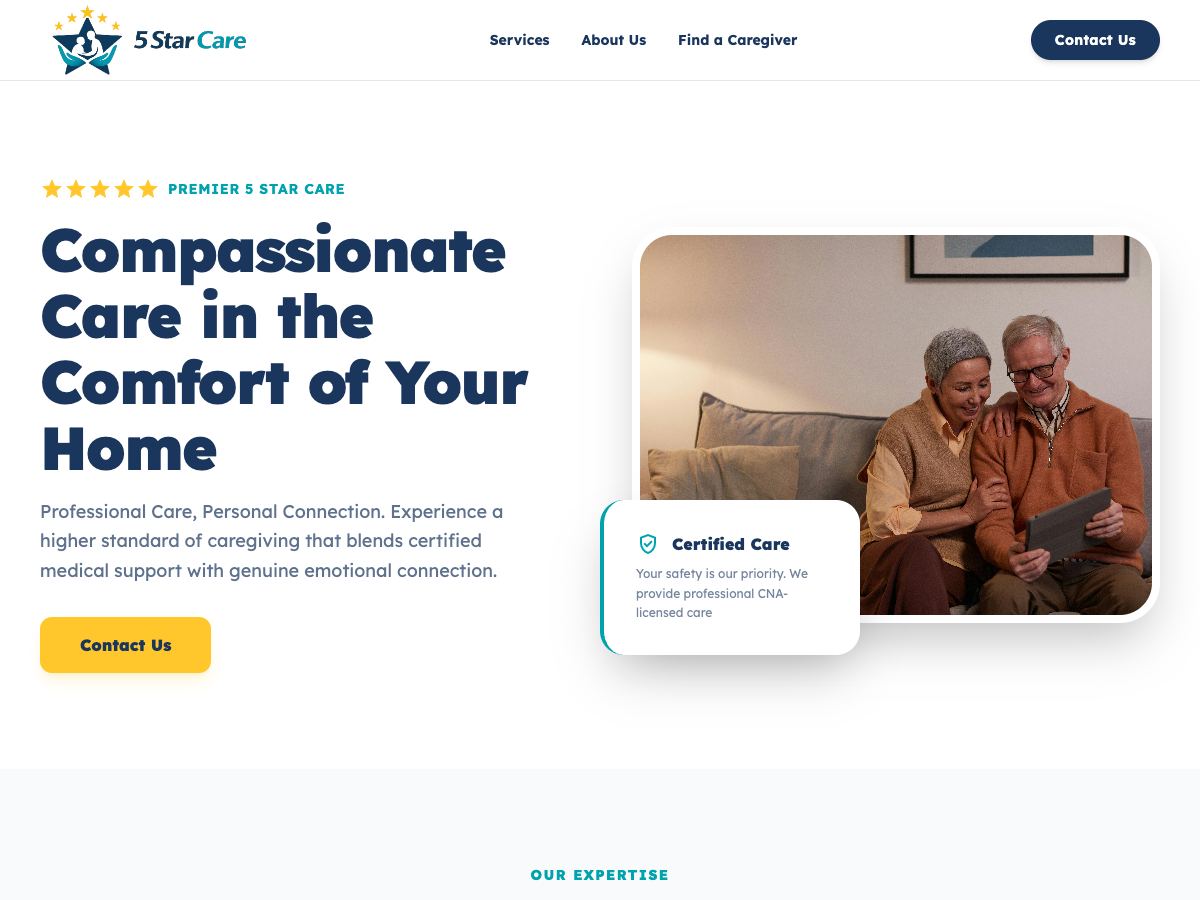 5 Star Care
Services
About Us
Find a Caregiver
Contact Us
PREMIER 5 STAR CARE
Compassionate
Care in the
Comfort of Your
Home
Professional Care, Personal Connection. Experience a
higher standard of caregiving that blends certified
medical support with genuine emotional connection.
Contact Us
Certified Care
Your safety is our priority. We
provide professional CNA-
licensed care
OUR EXPERTISE